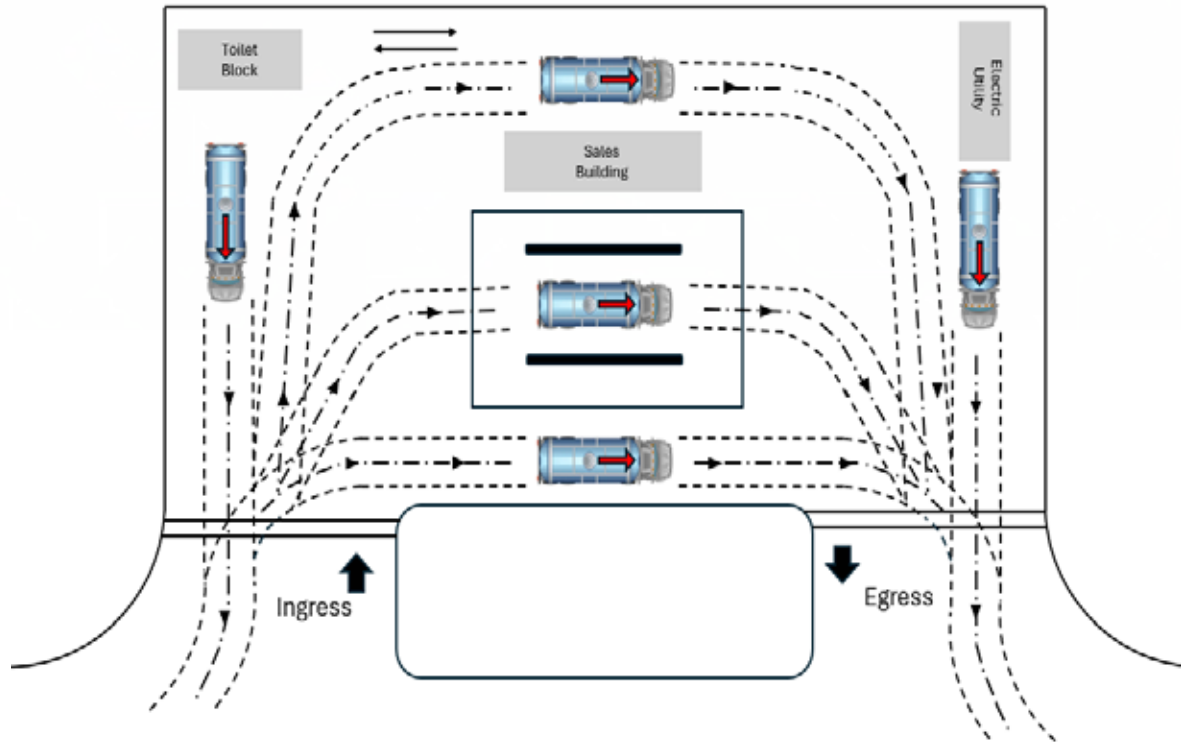 Toilet
Block
Electric
Utility
Sales
Building
Ingress
Egress